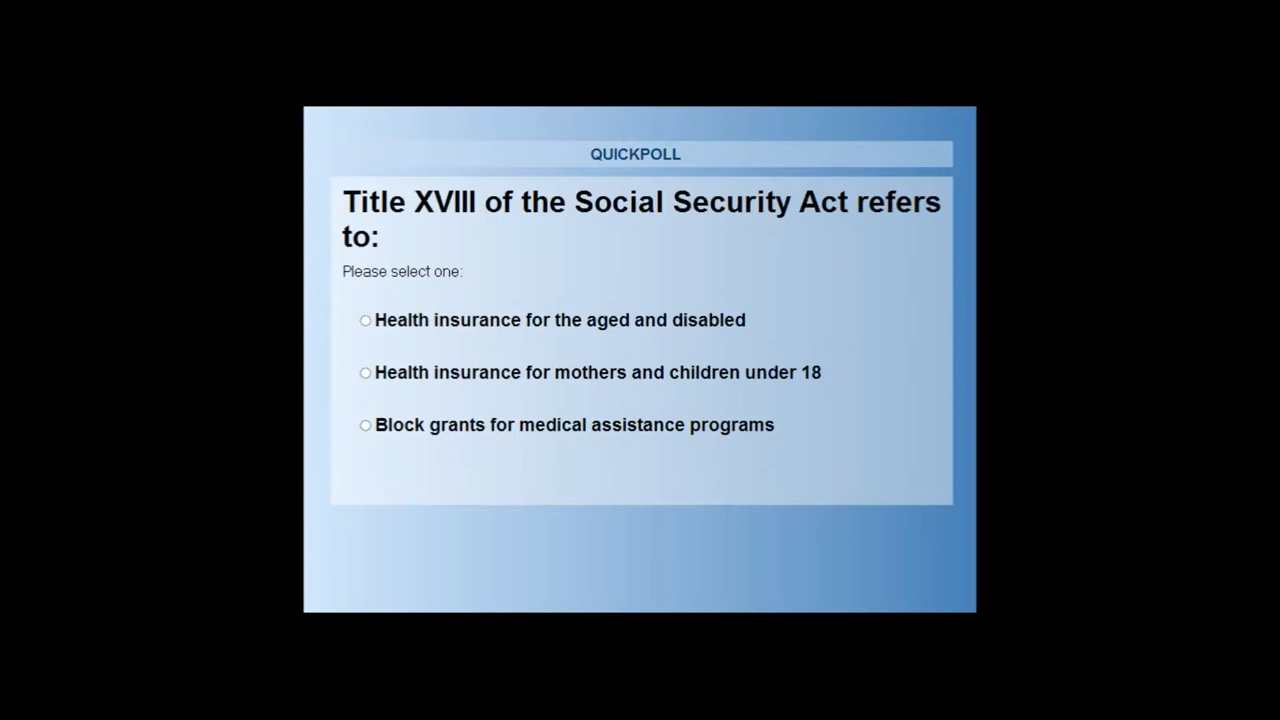 QUICKPOLL
Title XVIII of the Social Security Act refers
to:
Please select one:
Health insurance for the aged and disabled
Health insurance for mothers and children under 18
Block grants for medical assistance programs